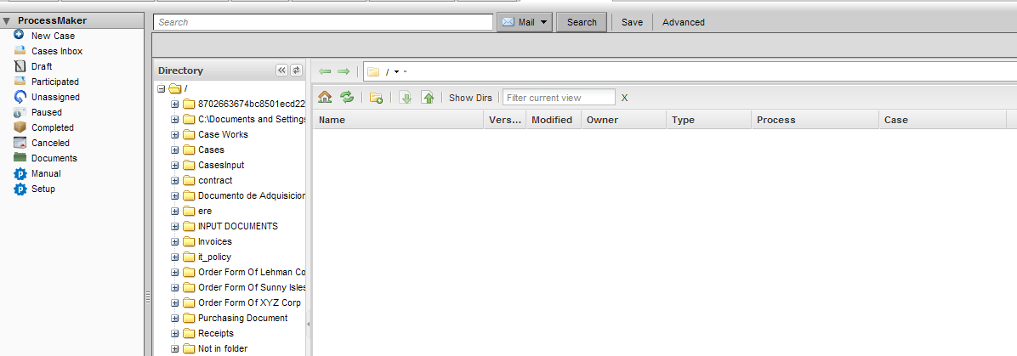 ProcessMaker
New Case
Cases Inbox
Draft
Participated
Unassigned
Paused
Completed
Canceled
Documents
Manual
Setup
Search Mail Search Save Advanced
Directory
/
8702663674bc8501ecd22
C:\Documents and Settings
Case Works
Cases
CasesInput
contract
Documento de Adquisicion
ere
INPUT DOCUMENTS
Invoices
it_policy
Order Form Of Lehman Co
Order Form Of Sunny Isles
Order Form Of XYZ Corp
Purchasing Document
Receipts
Not in folder
/ -
Show Dirs Filter current view X
Name Vers... Modified Owner Type Process Case